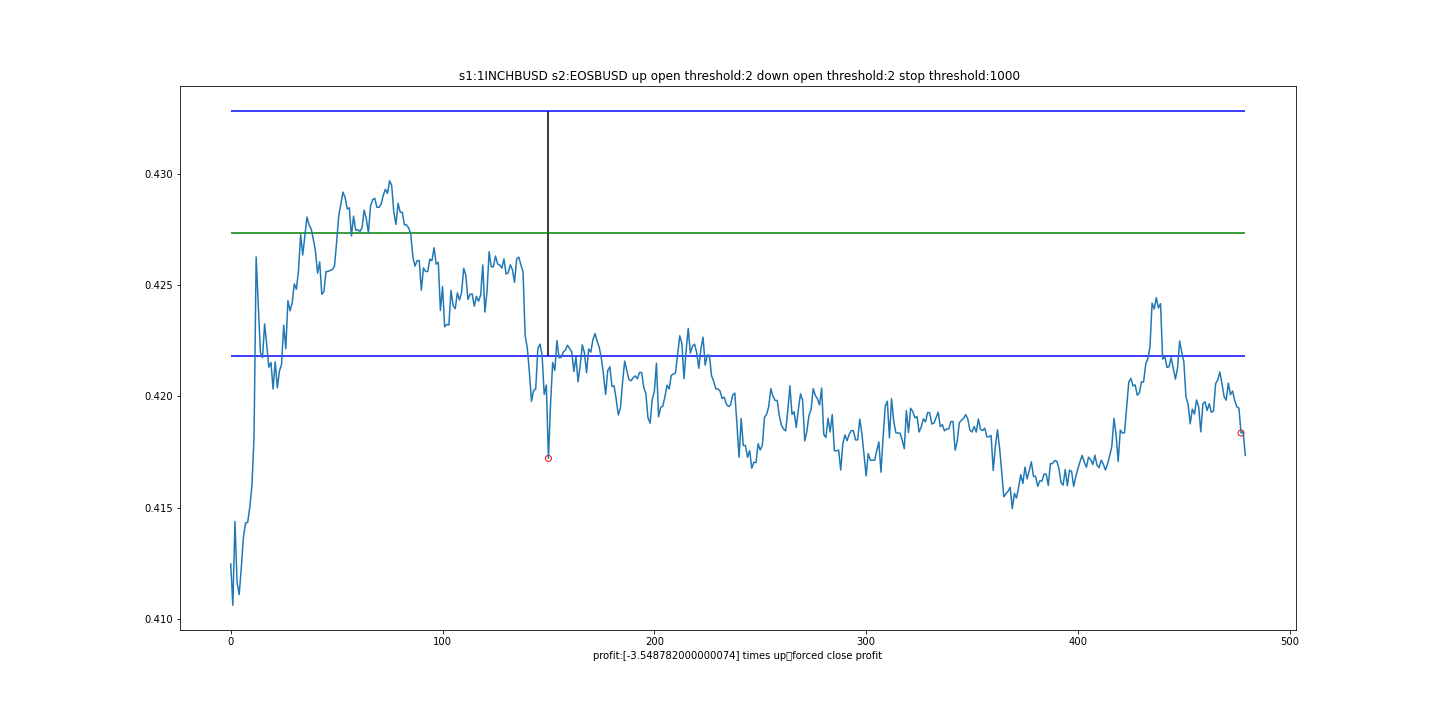 s1:1INCHBUSD s2:EOSBUSD up open threshold:2 down open threshold:2 stop threshold:1000
0.430
0.425
0.420
0.415
0.410
0 100 200 300 400 500
profit:[-3.548782000000074] times up▯forced close profit